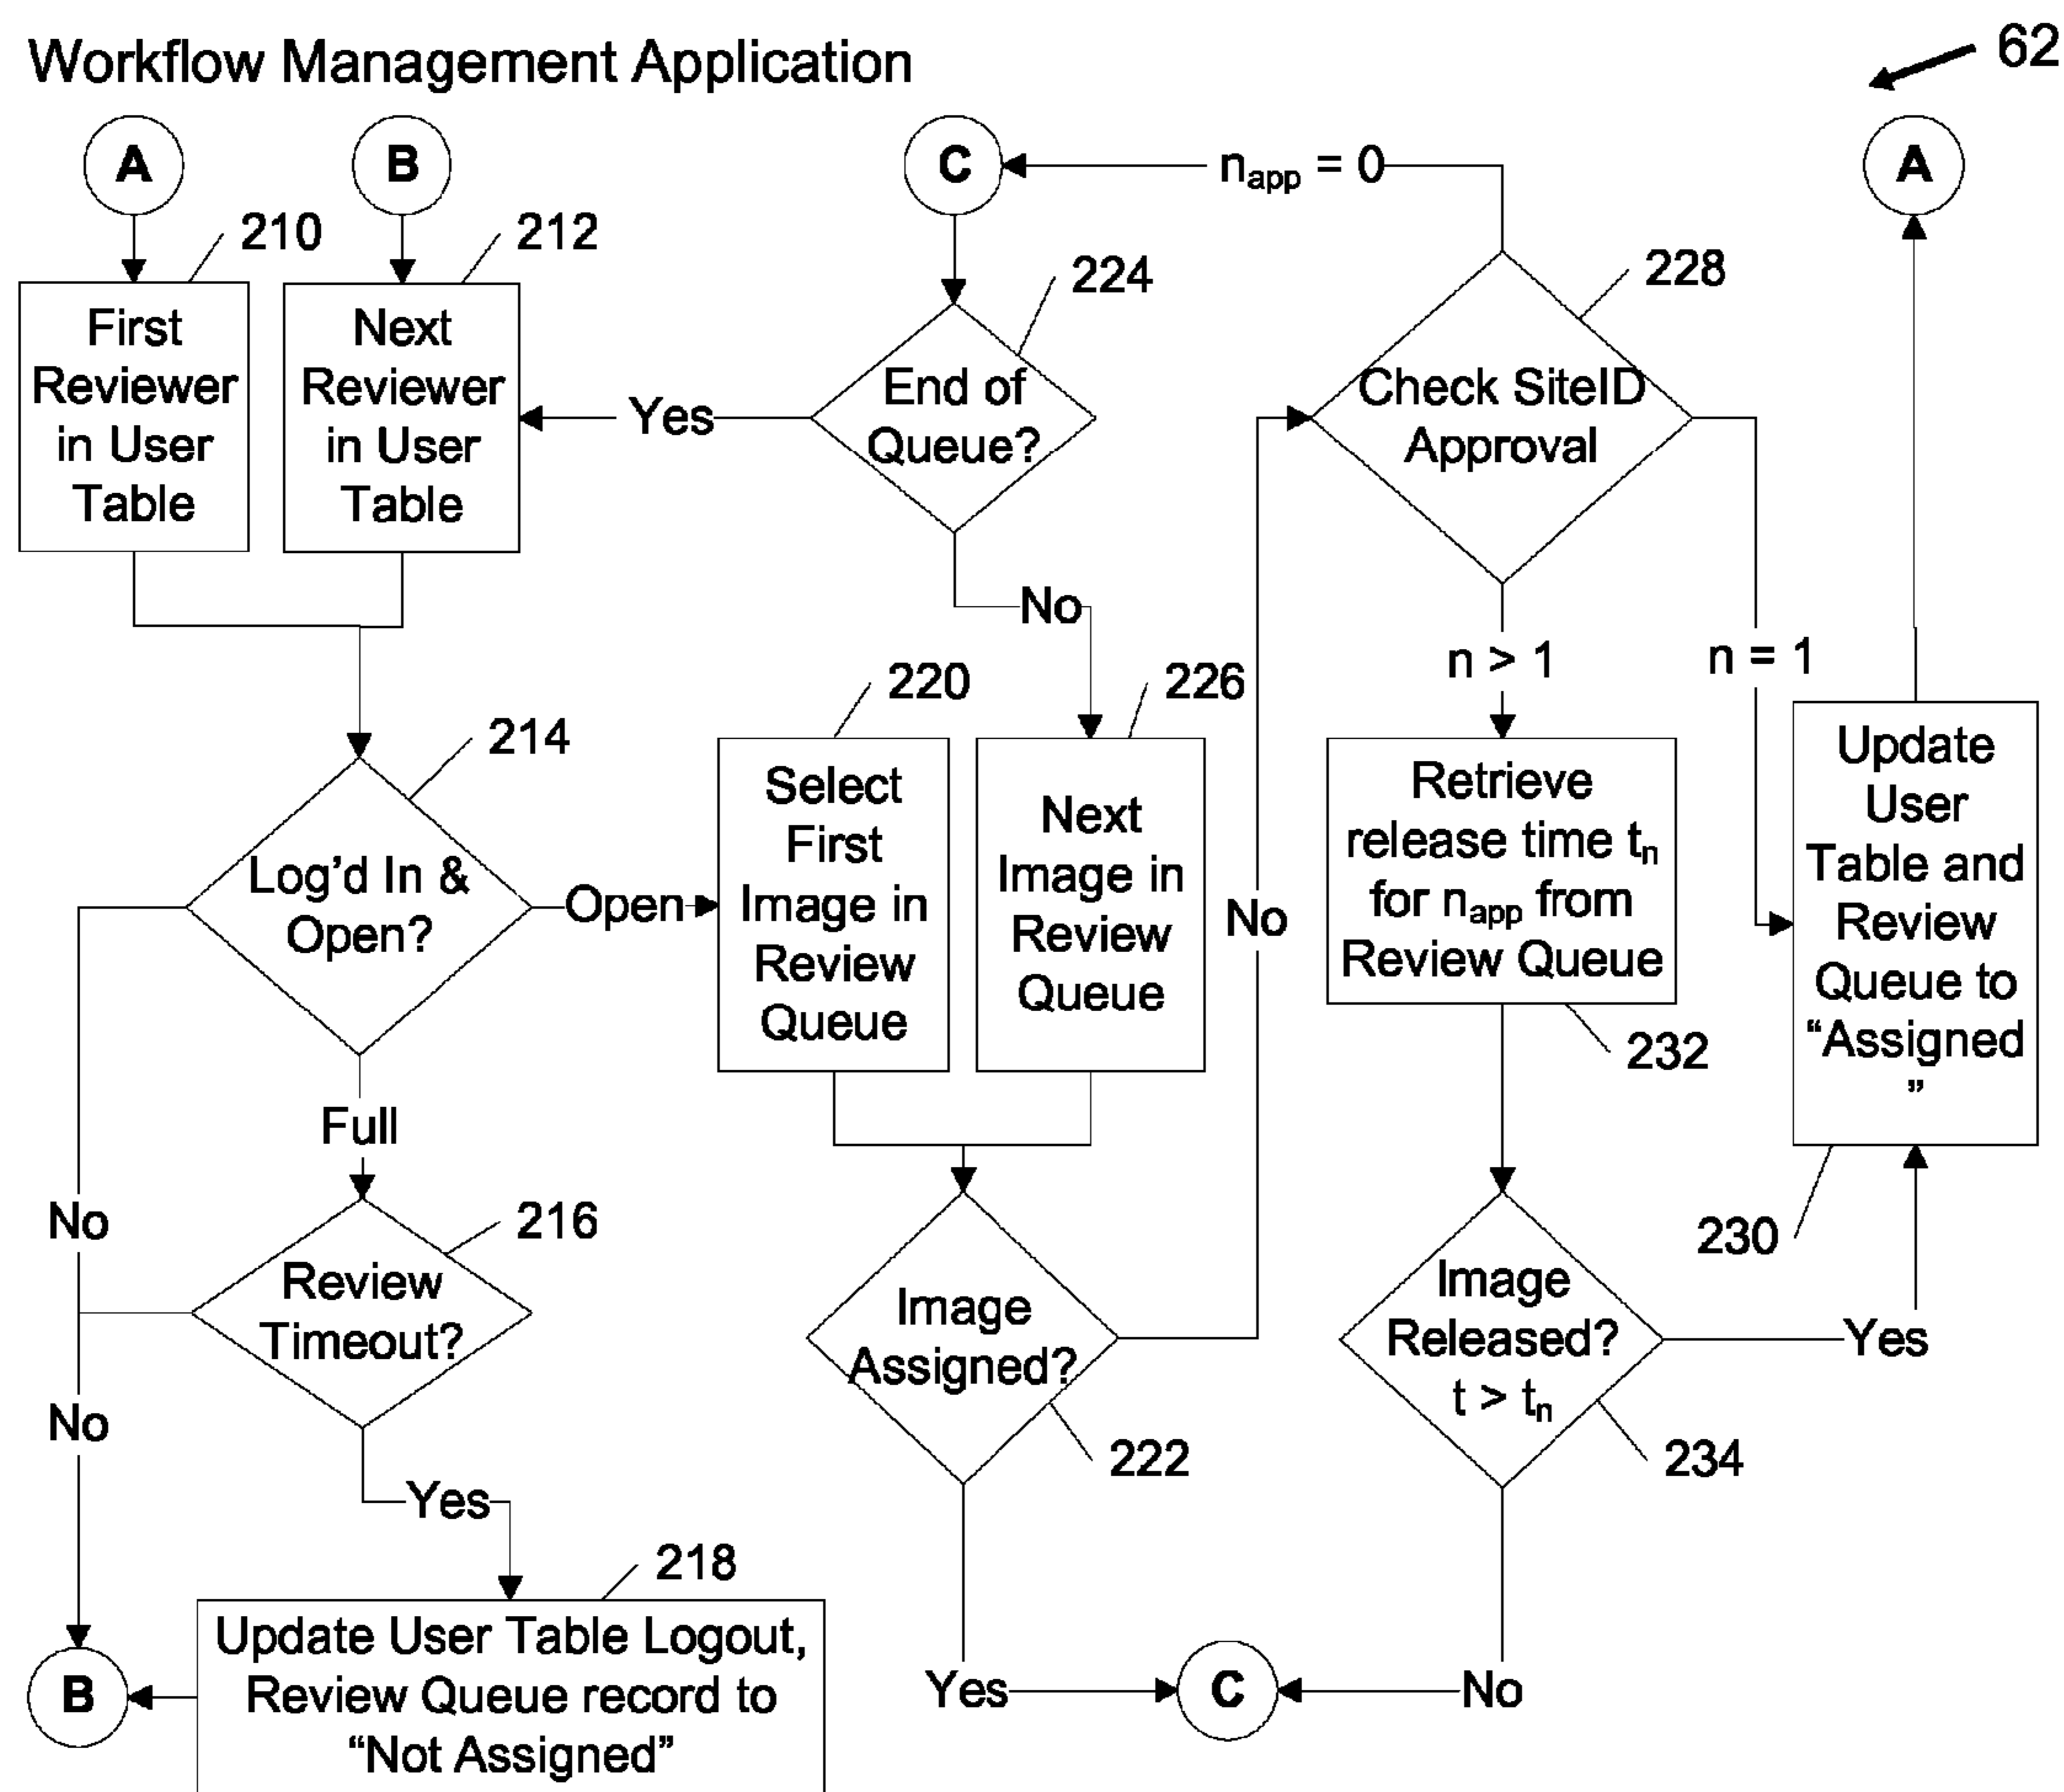 Workflow Management Application
62
A
B
C
n_app = 0
A
210
212
224
228
First
Reviewer
in User
Table
Next
Reviewer
in User
Table
Yes
End of
Queue?
Check SiteID
Approval
No
n > 1
n = 1
214
220
226
Log’d In &
Open?
Open
Select
First
Image in
Review
Queue
Next
Image in
Review
Queue
No
Retrieve
release time t_n
for n_app from
Review Queue
232
Update
User
Table and
Review
Queue to
“Assigned
”
230
Full
No
216
Review
Timeout?
No
Yes
Image
Assigned?
222
Image
Released?
t > t_n
234
Yes
218
Update User Table Logout,
Review Queue record to
“Not Assigned”
B
Yes
C
No